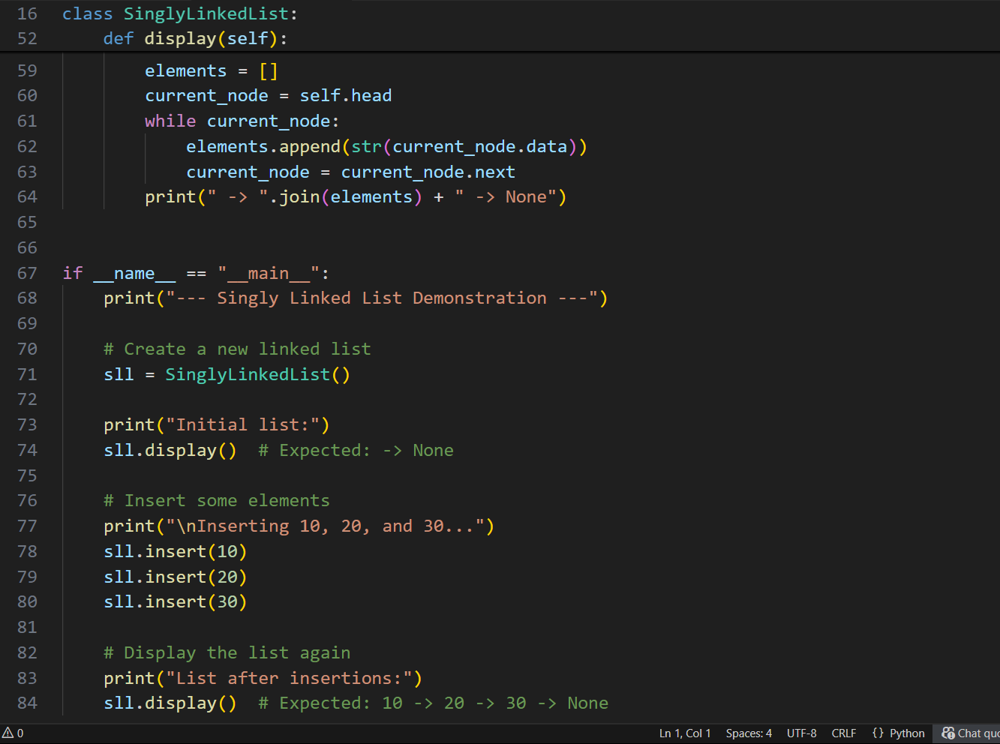 16 class SinglyLinkedList:
52     def display(self):
59         elements = []
60         current_node = self.head
61         while current_node:
62             elements.append(str(current_node.data))
63             current_node = current_node.next
64         print(" -> ".join(elements) + " -> None")
65
66
67 if __name__ == "__main__":
68     print("--- Singly Linked List Demonstration ---")
69
70     # Create a new linked list
71     sll = SinglyLinkedList()
72
73     print("Initial list:")
74     sll.display()  # Expected: -> None
75
76     # Insert some elements
77     print("\nInserting 10, 20, and 30...")
78     sll.insert(10)
79     sll.insert(20)
80     sll.insert(30)
81
82     # Display the list again
83     print("List after insertions:")
84     sll.display()  # Expected: 10 -> 20 -> 30 -> None
0 Ln 1, Col 1 Spaces: 4 UTF-8 CRLF {} Python Chat